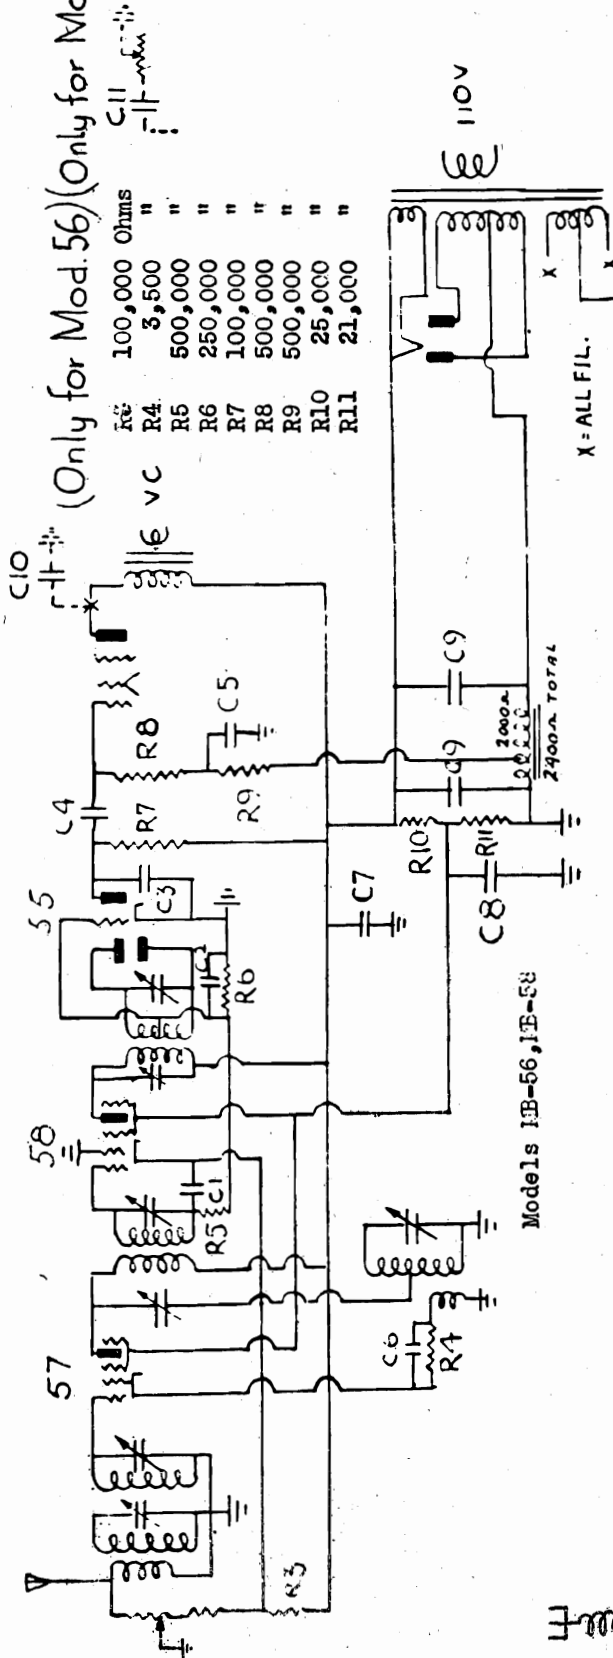 (Only for Mod. 56) (Only for Mo
C10
C11
100,000 Ohms
R4 3,500 "
R5 500,000 "
R6 250,000 "
R7 100,000 "
R8 500,000 "
R9 500,000 "
R10 25,000 "
R11 21,000 "
57
58
VC
110V
C4
R8
R7
C5
R9
C3
R6
C1
R5
C7
C6
R4
R3
C9
C9
R10
R11
C8
2000Ω
2400Ω TOTAL
X
X
X = ALL FIL.
Models